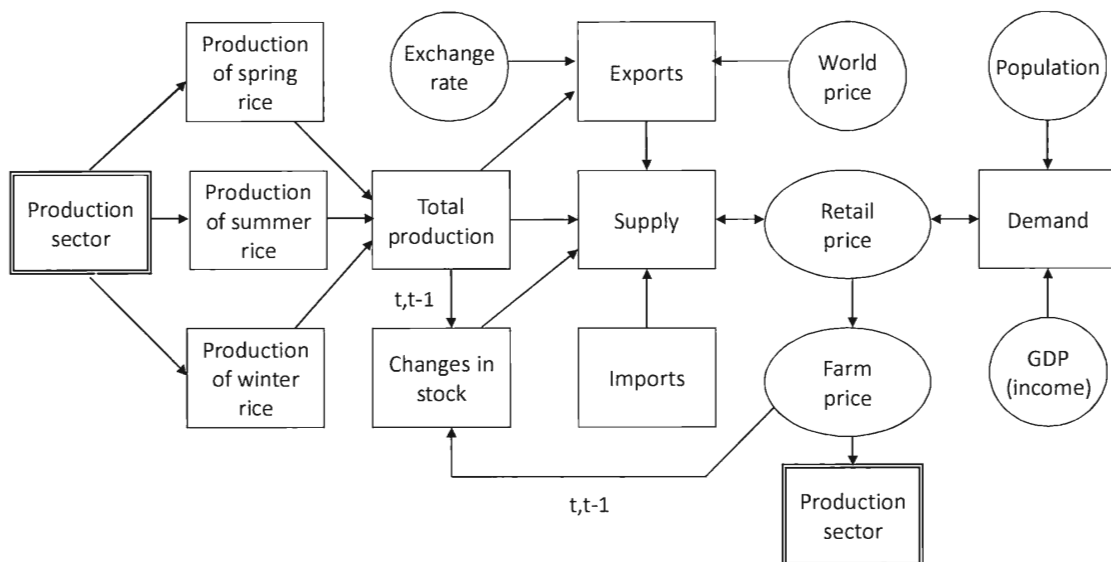 Production
of spring
rice
Exchange
rate
Exports
World
price
Population
Production
sector
Production
of summer
rice
Total
production
Supply
Retail
price
Demand
t,t-1
Production
of winter
rice
Changes in
stock
Imports
Farm
price
GDP
(income)
t,t-1
Production
sector